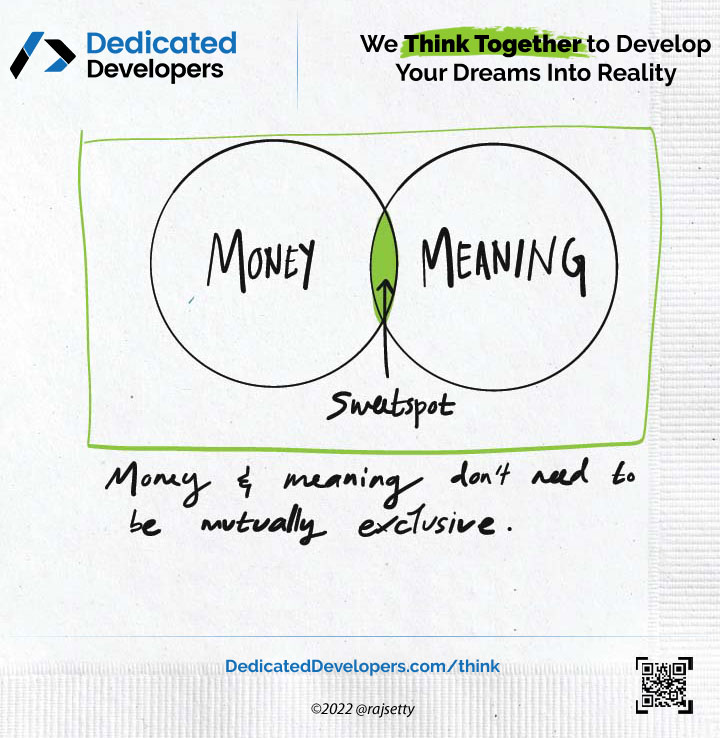 Dedicated
Developers
We Think Together to Develop
Your Dreams Into Reality
MONEY
MEANING
Sweetspot
Money & meaning don't need to
be mutually exclusive.
DedicatedDevelopers.com/think
©2022 @rajsetty